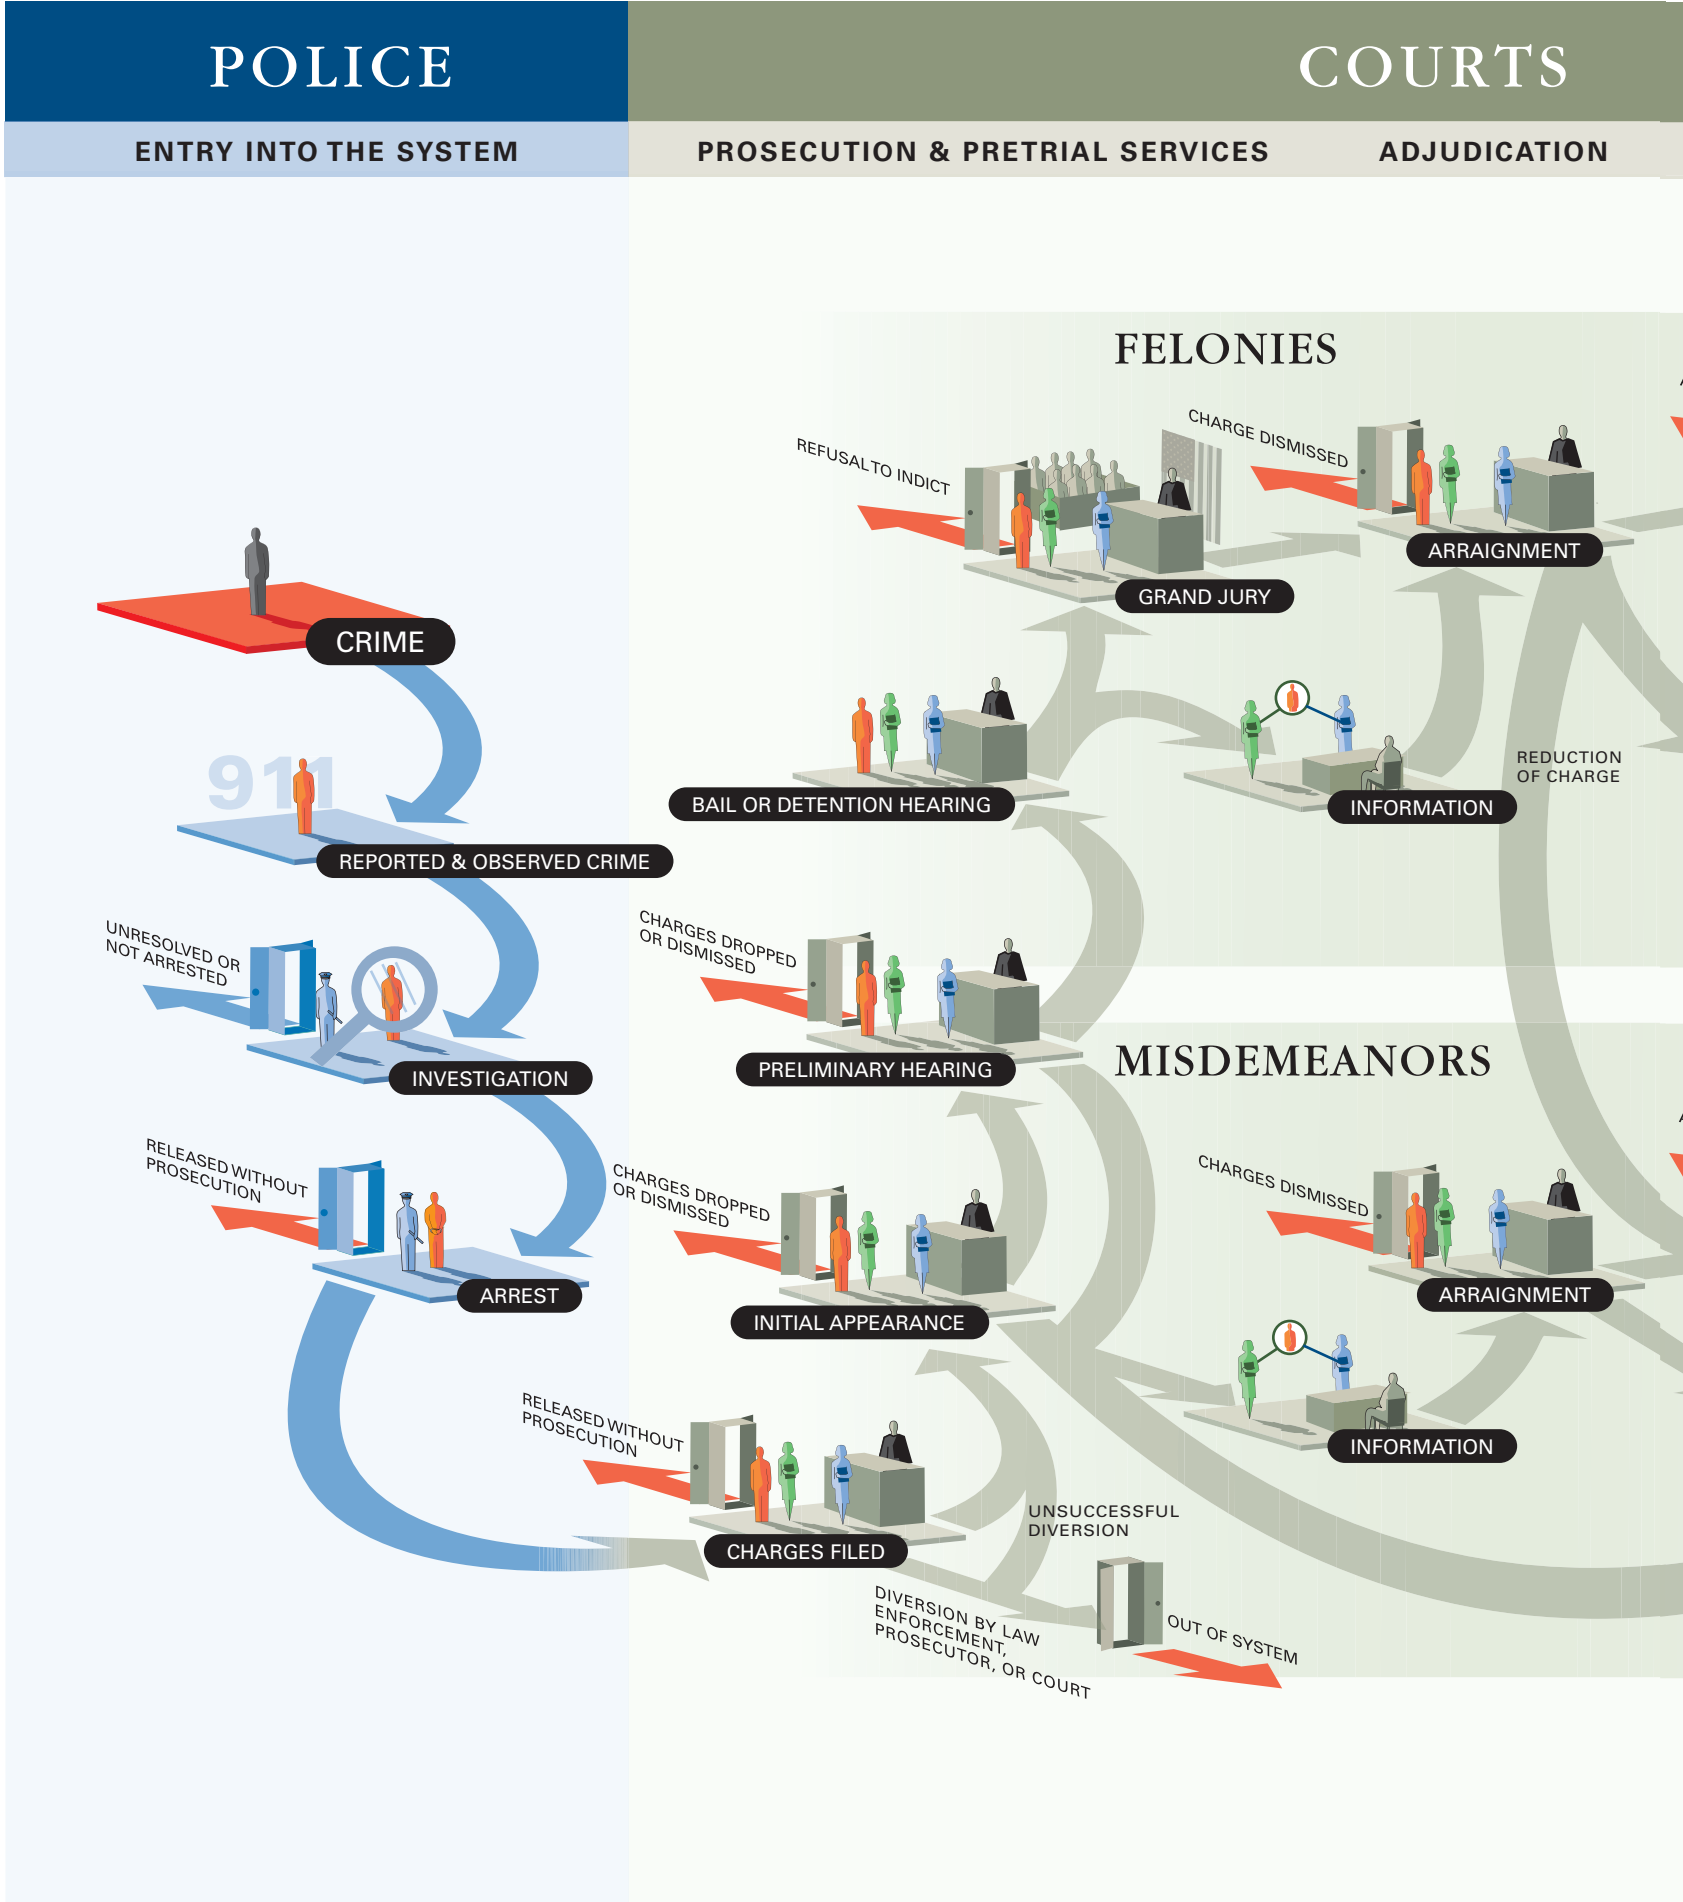 POLICE
COURTS
ENTRY INTO THE SYSTEM
PROSECUTION & PRETRIAL SERVICES
ADJUDICATION
FELONIES
CHARGE DISMISSED
REFUSAL TO INDICT
ARRAIGNMENT
GRAND JURY
CRIME
911
REDUCTION
OF CHARGE
BAIL OR DETENTION HEARING
INFORMATION
REPORTED & OBSERVED CRIME
UNRESOLVED OR
NOT ARRESTED
CHARGES DROPPED
OR DISMISSED
INVESTIGATION
PRELIMINARY HEARING
MISDEMEANORS
RELEASED WITHOUT
PROSECUTION
CHARGES DROPPED
OR DISMISSED
CHARGES DISMISSED
ARREST
INITIAL APPEARANCE
ARRAIGNMENT
RELEASED WITHOUT
PROSECUTION
INFORMATION
UNSUCCESSFUL
DIVERSION
CHARGES FILED
DIVERSION BY LAW
ENFORCEMENT,
PROSECUTOR, OR COURT
OUT OF SYSTEM